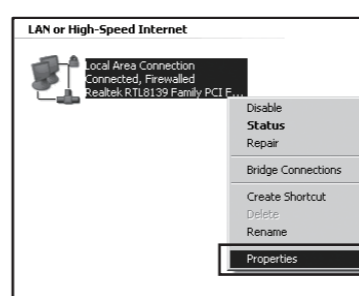 LAN or High-Speed Internet
Local Area Connection
Connected, Firewalled
Realtek RTL8139 Family PCI F...
Disable
Status
Repair
Bridge Connections
Create Shortcut
Delete
Rename
Properties